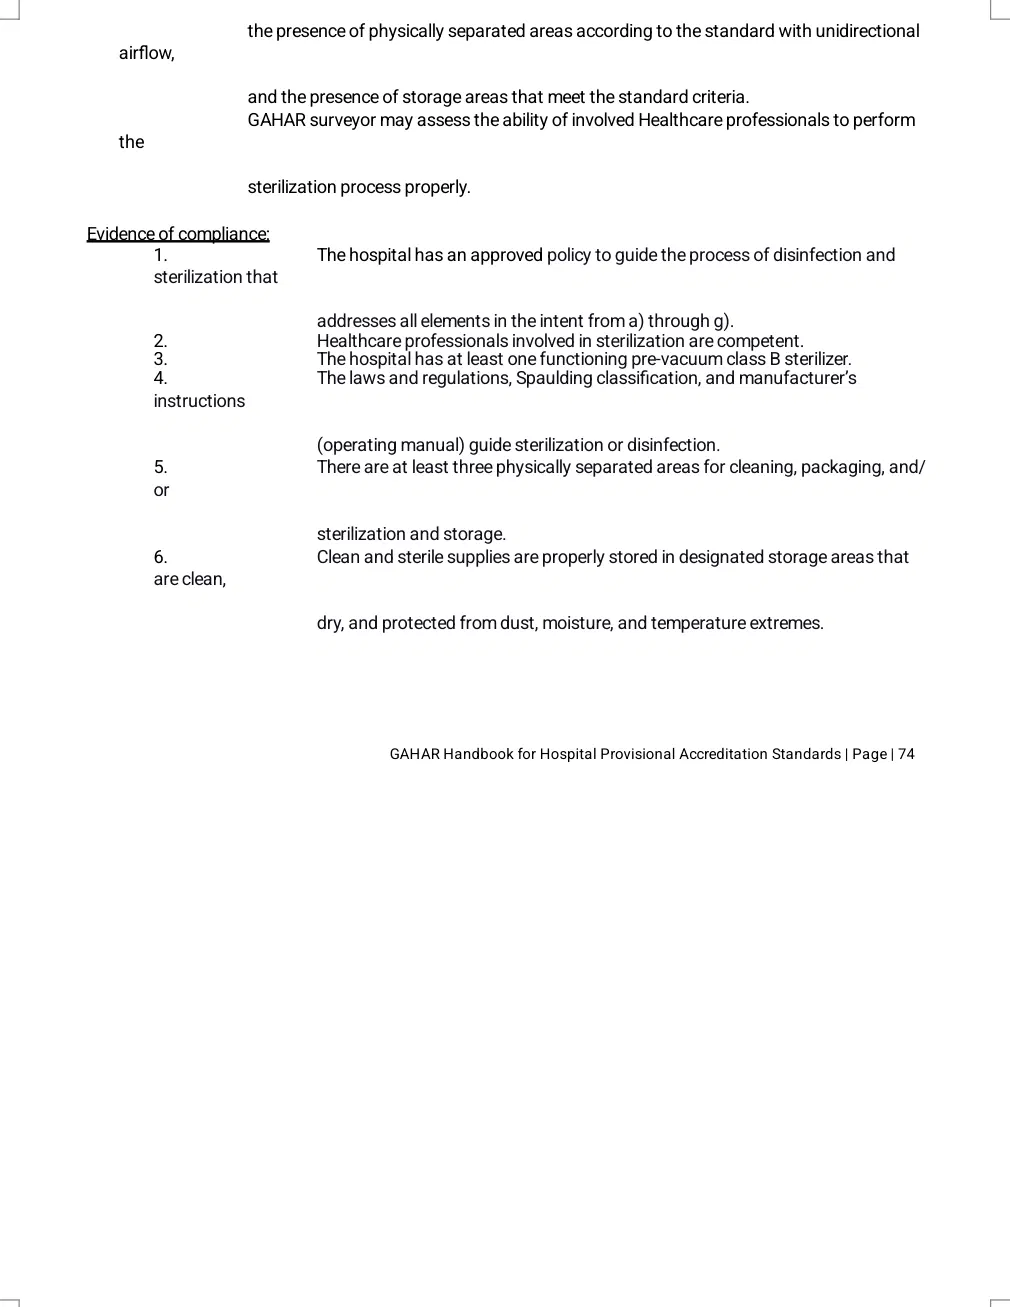 the presence of physically separated areas according to the standard with unidirectional
airflow,
and the presence of storage areas that meet the standard criteria.
GAHAR surveyor may assess the ability of involved Healthcare professionals to perform
the
sterilization process properly.
Evidence of compliance:
1. The hospital has an approved policy to guide the process of disinfection and
sterilization that
addresses all elements in the intent from a) through g).
2. Healthcare professionals involved in sterilization are competent.
3. The hospital has at least one functioning pre-vacuum class B sterilizer.
4. The laws and regulations, Spaulding classification, and manufacturer’s
instructions
(operating manual) guide sterilization or disinfection.
5. There are at least three physically separated areas for cleaning, packaging, and/
or
sterilization and storage.
6. Clean and sterile supplies are properly stored in designated storage areas that
are clean,
dry, and protected from dust, moisture, and temperature extremes.
GAHAR Handbook for Hospital Provisional Accreditation Standards | Page | 74